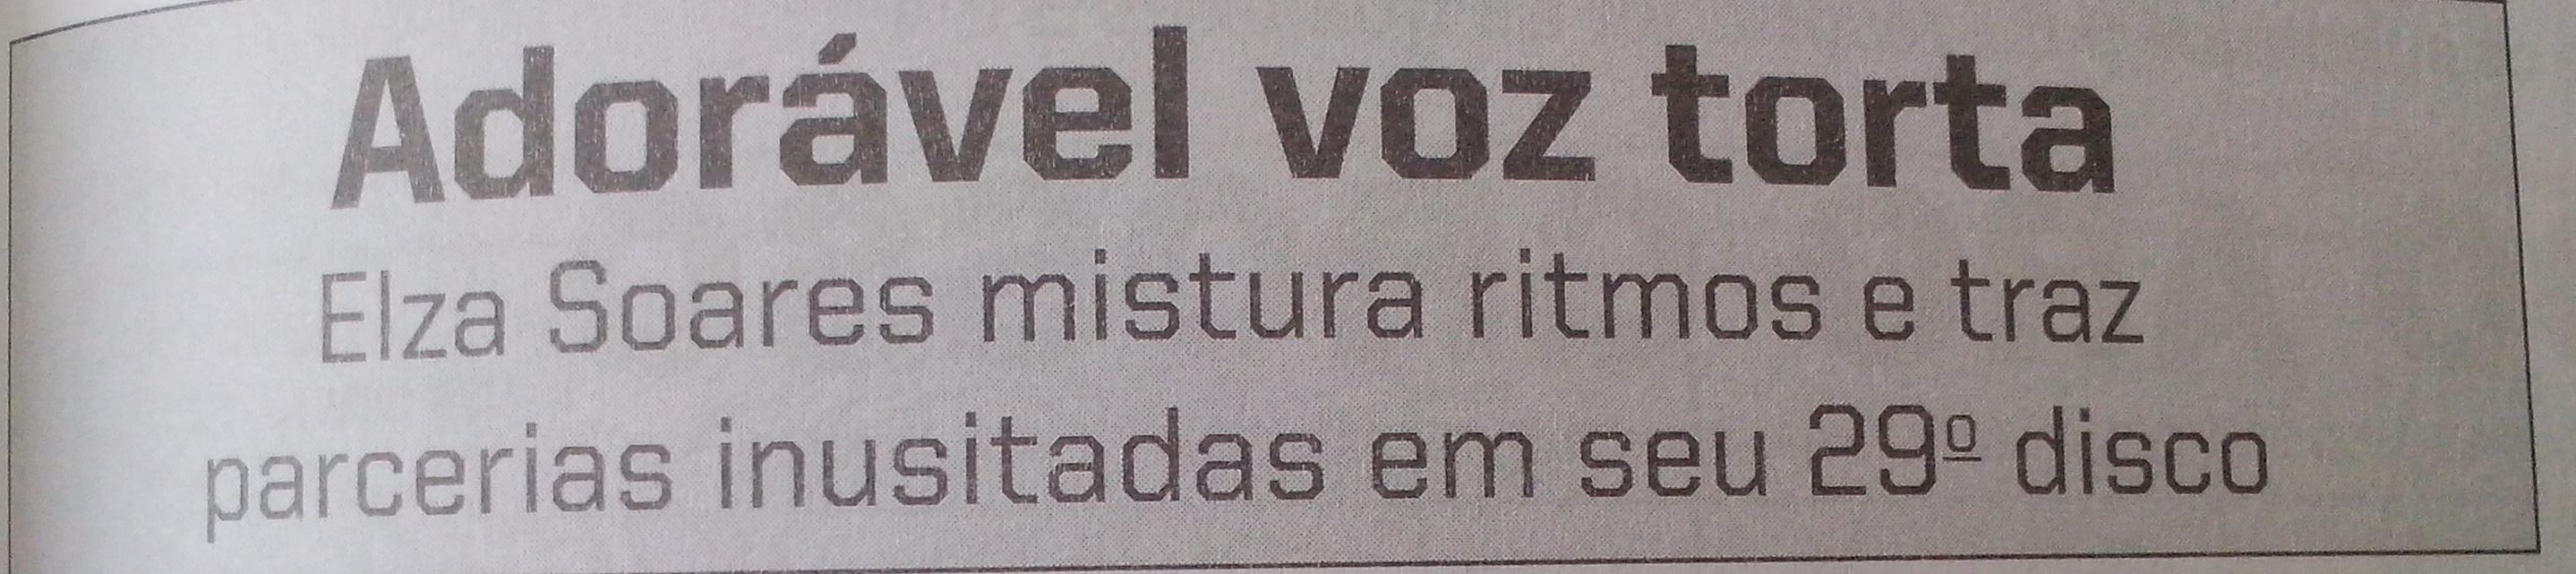 Adorável voz torta
Elza Soares mistura ritmos e traz
parcerias inusitadas em seu 29º disco